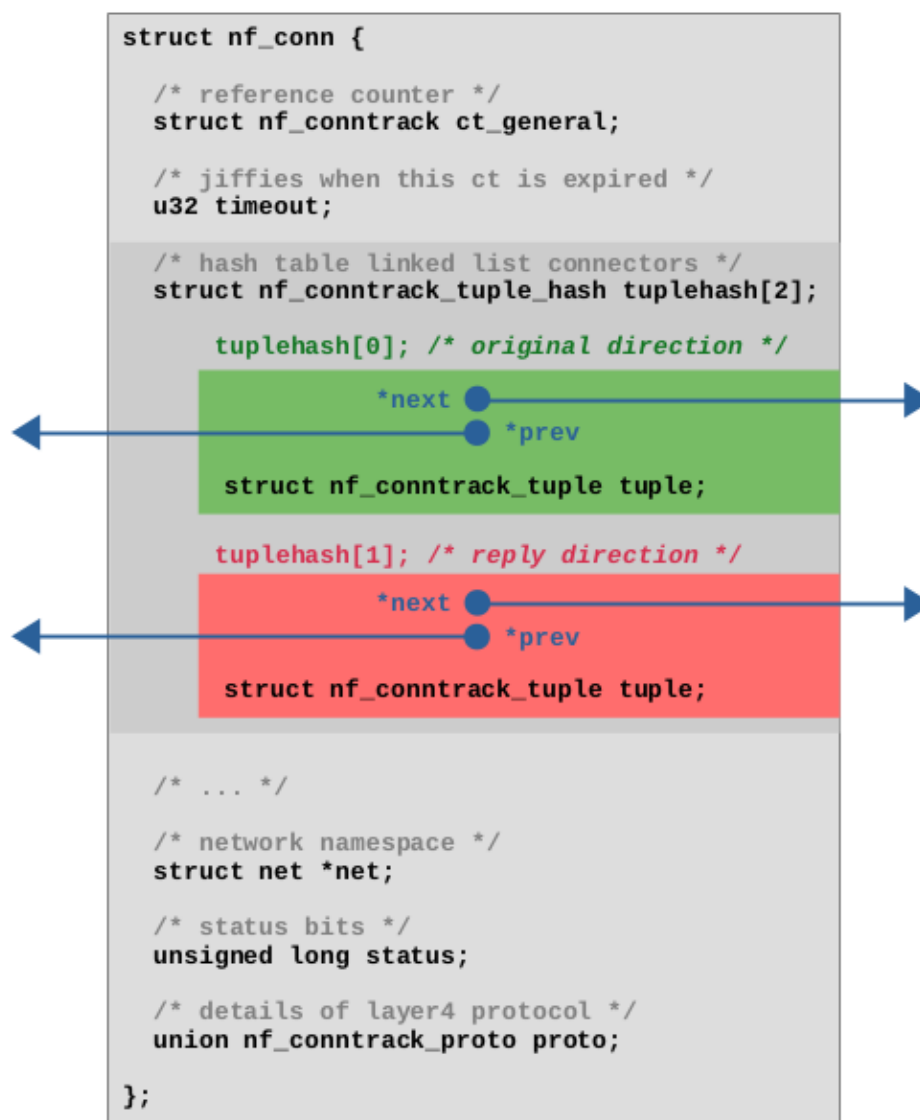 struct nf_conn {
/* reference counter */
struct nf_conntrack ct_general;
/* jiffies when this ct is expired */
u32 timeout;
/* hash table linked list connectors */
struct nf_conntrack_tuple_hash tuplehash[2];
tuplehash[0]; /* original direction */
*next
*prev
struct nf_conntrack_tuple tuple;
tuplehash[1]; /* reply direction */
*next
*prev
struct nf_conntrack_tuple tuple;
/* ... */
/* network namespace */
struct net *net;
/* status bits */
unsigned long status;
/* details of layer4 protocol */
union nf_conntrack_proto proto;
};